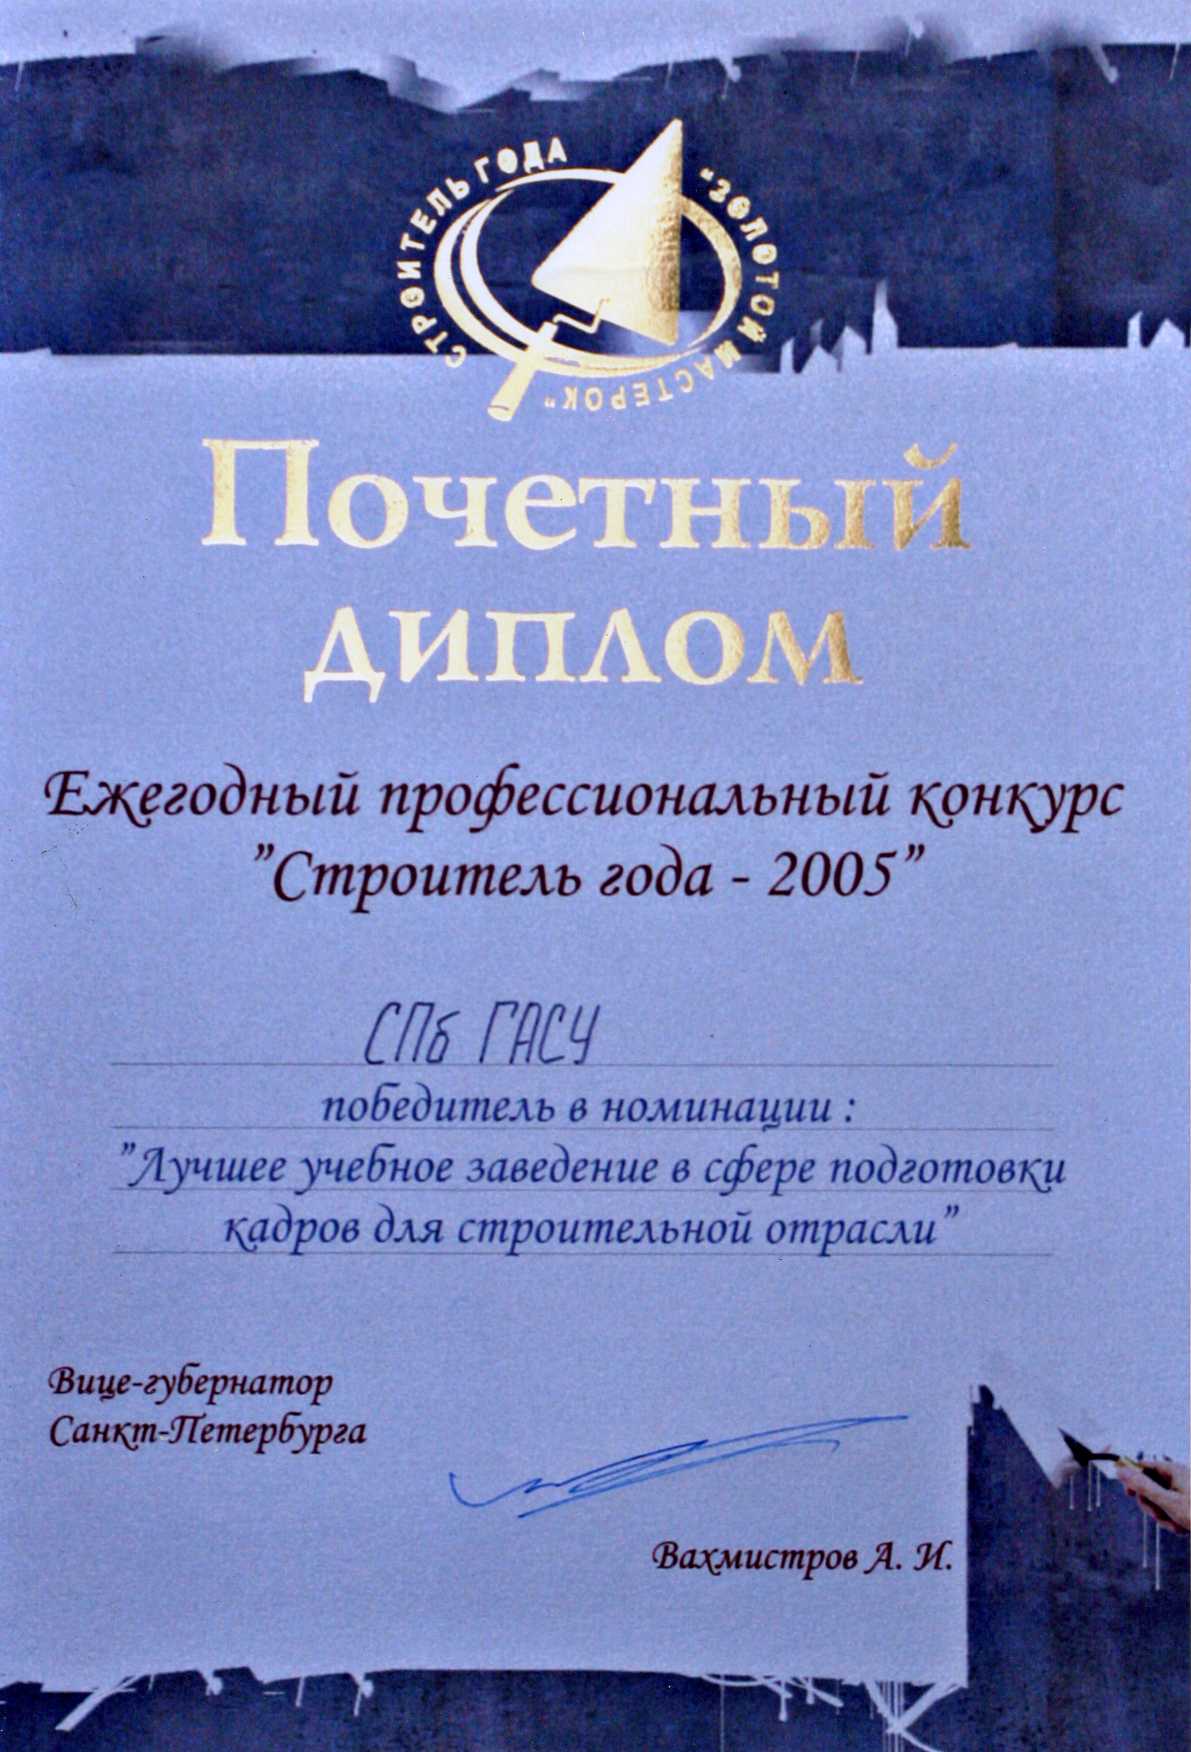 СТРОИТЕЛЬ ГОДА
"ЗОЛОТОЙ МАСТЕРОК"
Почетный
диплом
Ежегодный профессиональный конкурс
"Строитель года - 2005"
СПб ГАСУ
победитель в номинации :
"Лучшее учебное заведение в сфере подготовки
кадров для строительной отрасли"
Вице-губернатор
Санкт-Петербурга
Вахмистров А. И.